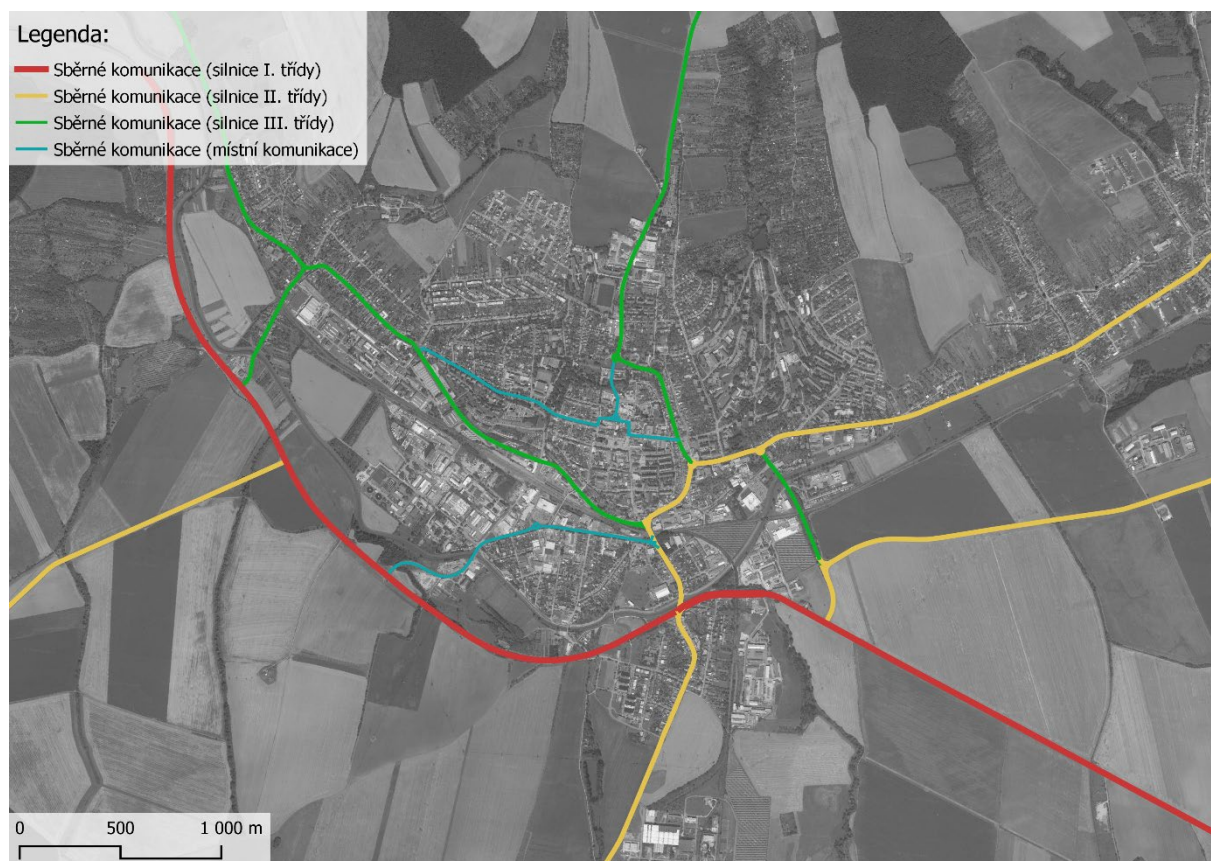 Legenda:
Sběrné komunikace (silnice I. třídy)
Sběrné komunikace (silnice II. třídy)
Sběrné komunikace (silnice III. třídy)
Sběrné komunikace (místní komunikace)
0 500 1 000 m